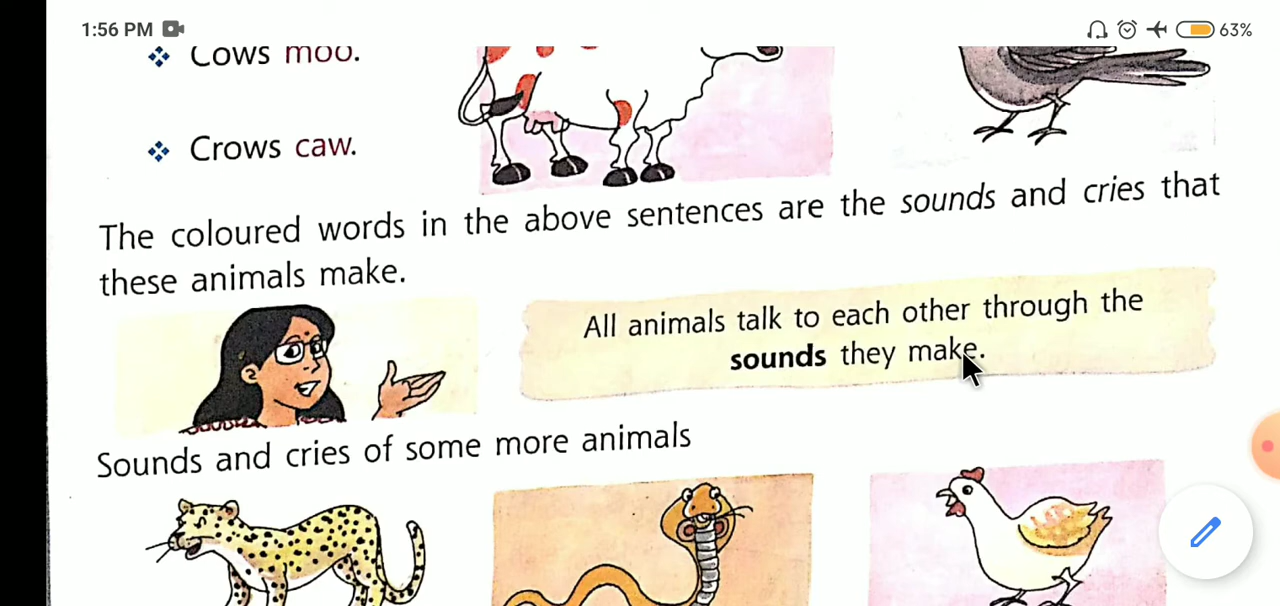 1:56 PM
63%
Cows moo.
Crows caw.
The coloured words in the above sentences are the sounds and cries that
these animals make.
All animals talk to each other through the
sounds they make.
Sounds and cries of some more animals